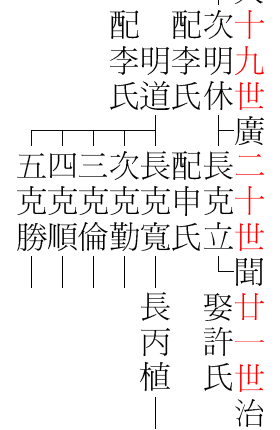 十九世
廣
次明休
配李氏
明道
配李氏
二十世
聞
長克立
配申氏
長克寬
次克勤
三克倫
四克順
五克勝
廿一世
治
娶許氏
長丙植